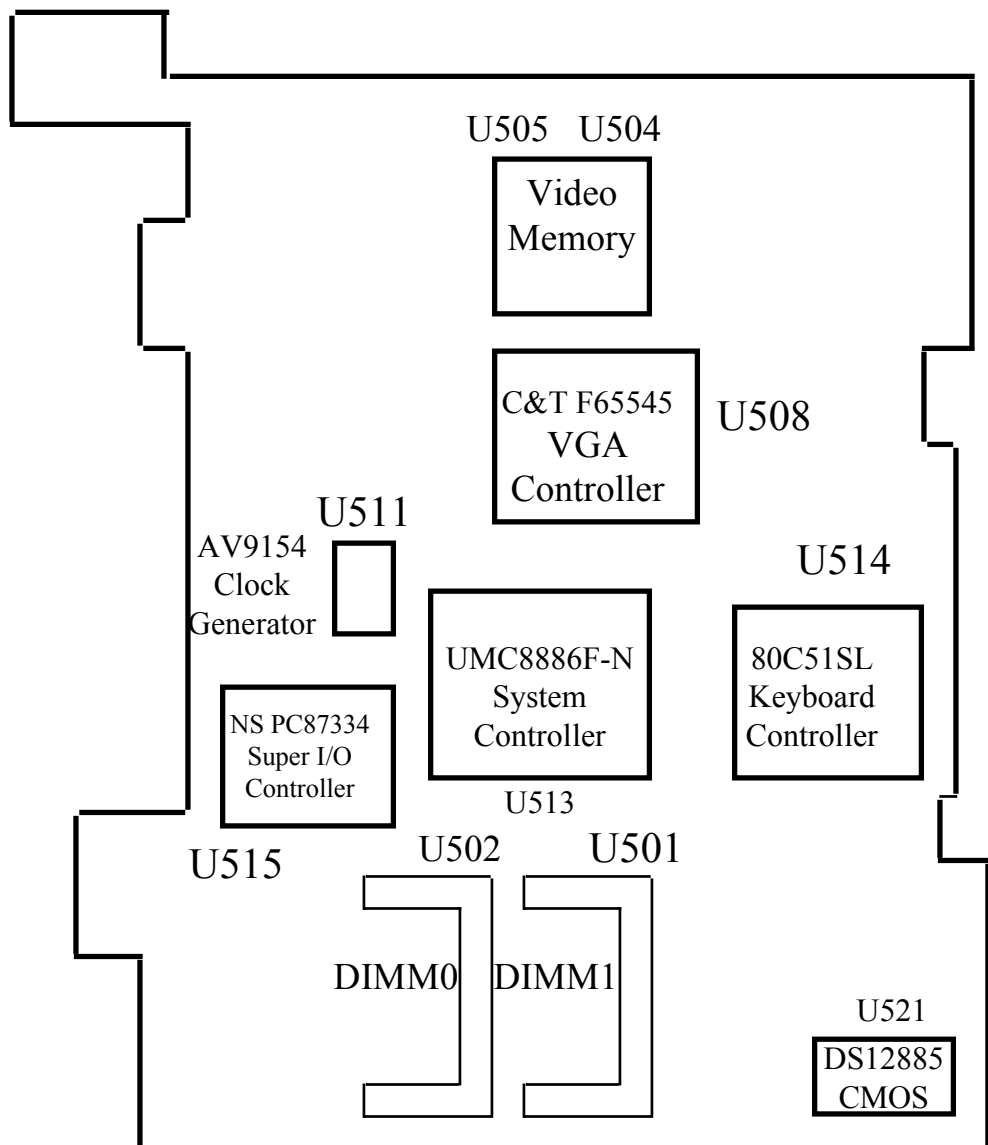 U505 U504
Video
Memory
C&T F65545
VGA
Controller
U508
U511
AV9154
Clock
Generator
U514
UMC8886F-N
System
Controller
U513
80C51SL
Keyboard
Controller
NS PC87334
Super I/O
Controller
U515
U502
U501
DIMM0
DIMM1
U521
DS12885
CMOS